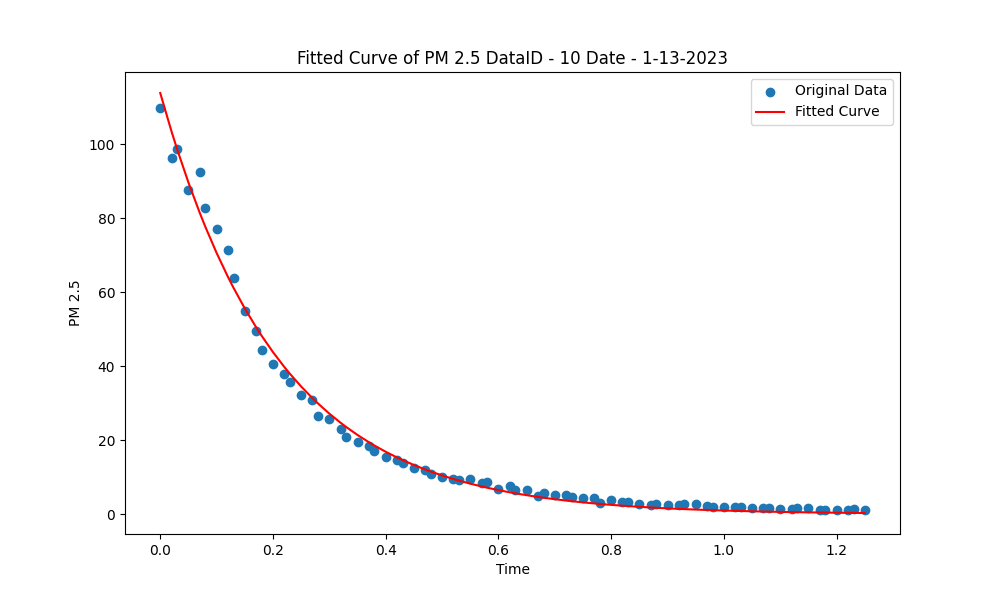 Fitted Curve of PM 2.5 DataID - 10 Date - 1-13-2023
Original Data
Fitted Curve
100
80
60
40
20
0
PM 2.5
0.0 0.2 0.4 0.6 0.8 1.0 1.2
Time